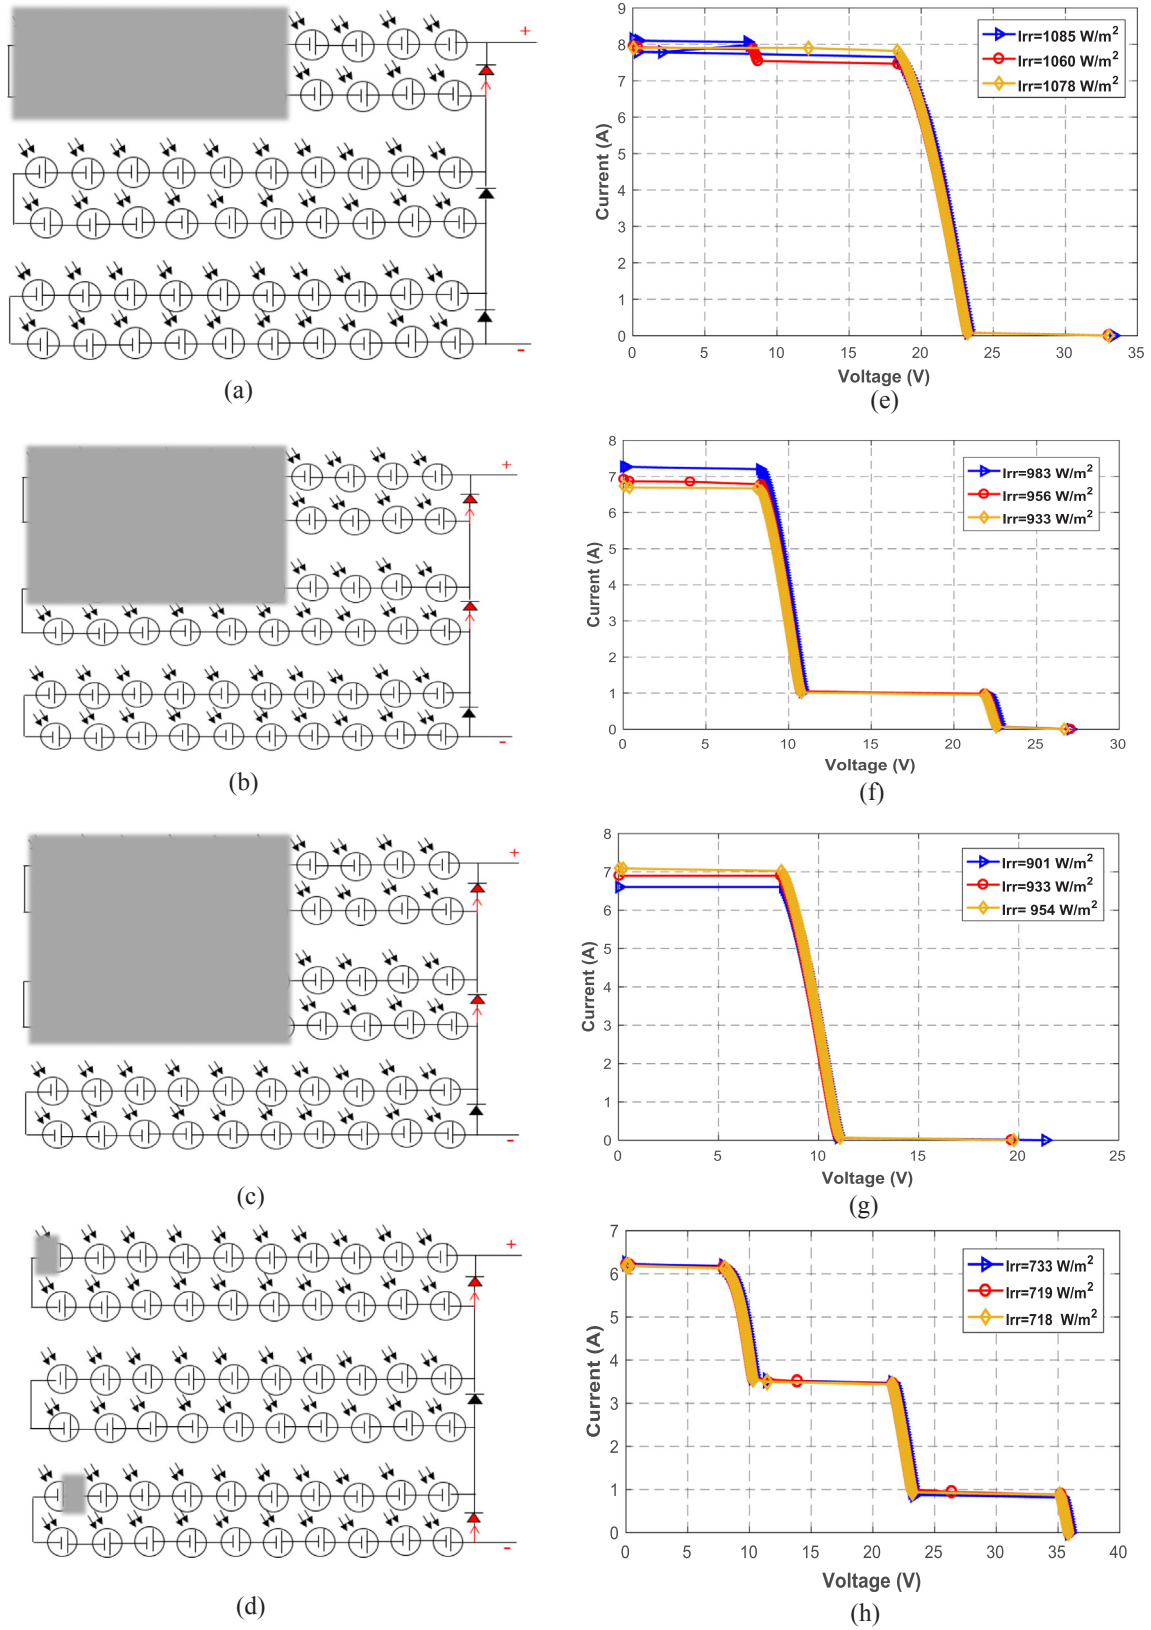 +
-
(a)
9
8
7
6
5
4
3
2
1
0
0 5 10 15 20 25 30 35
Current (A)
Voltage (V)
Irr=1085 W/m²
Irr=1060 W/m²
Irr=1078 W/m²
(e)
+
-
(b)
8
7
6
5
4
3
2
1
0
0 5 10 15 20 25 30
Current (A)
Voltage (V)
Irr=983 W/m²
Irr=956 W/m²
Irr=933 W/m²
(f)
+
-
(c)
8
7
6
5
4
3
2
1
0
0 5 10 15 20 25
Current (A)
Voltage (V)
Irr=901 W/m²
Irr=933 W/m²
Irr= 954 W/m²
(g)
+
-
(d)
7
6
5
4
3
2
1
0
0 5 10 15 20 25 30 35 40
Current (A)
Voltage (V)
Irr=733 W/m²
Irr=719 W/m²
Irr=718 W/m²
(h)